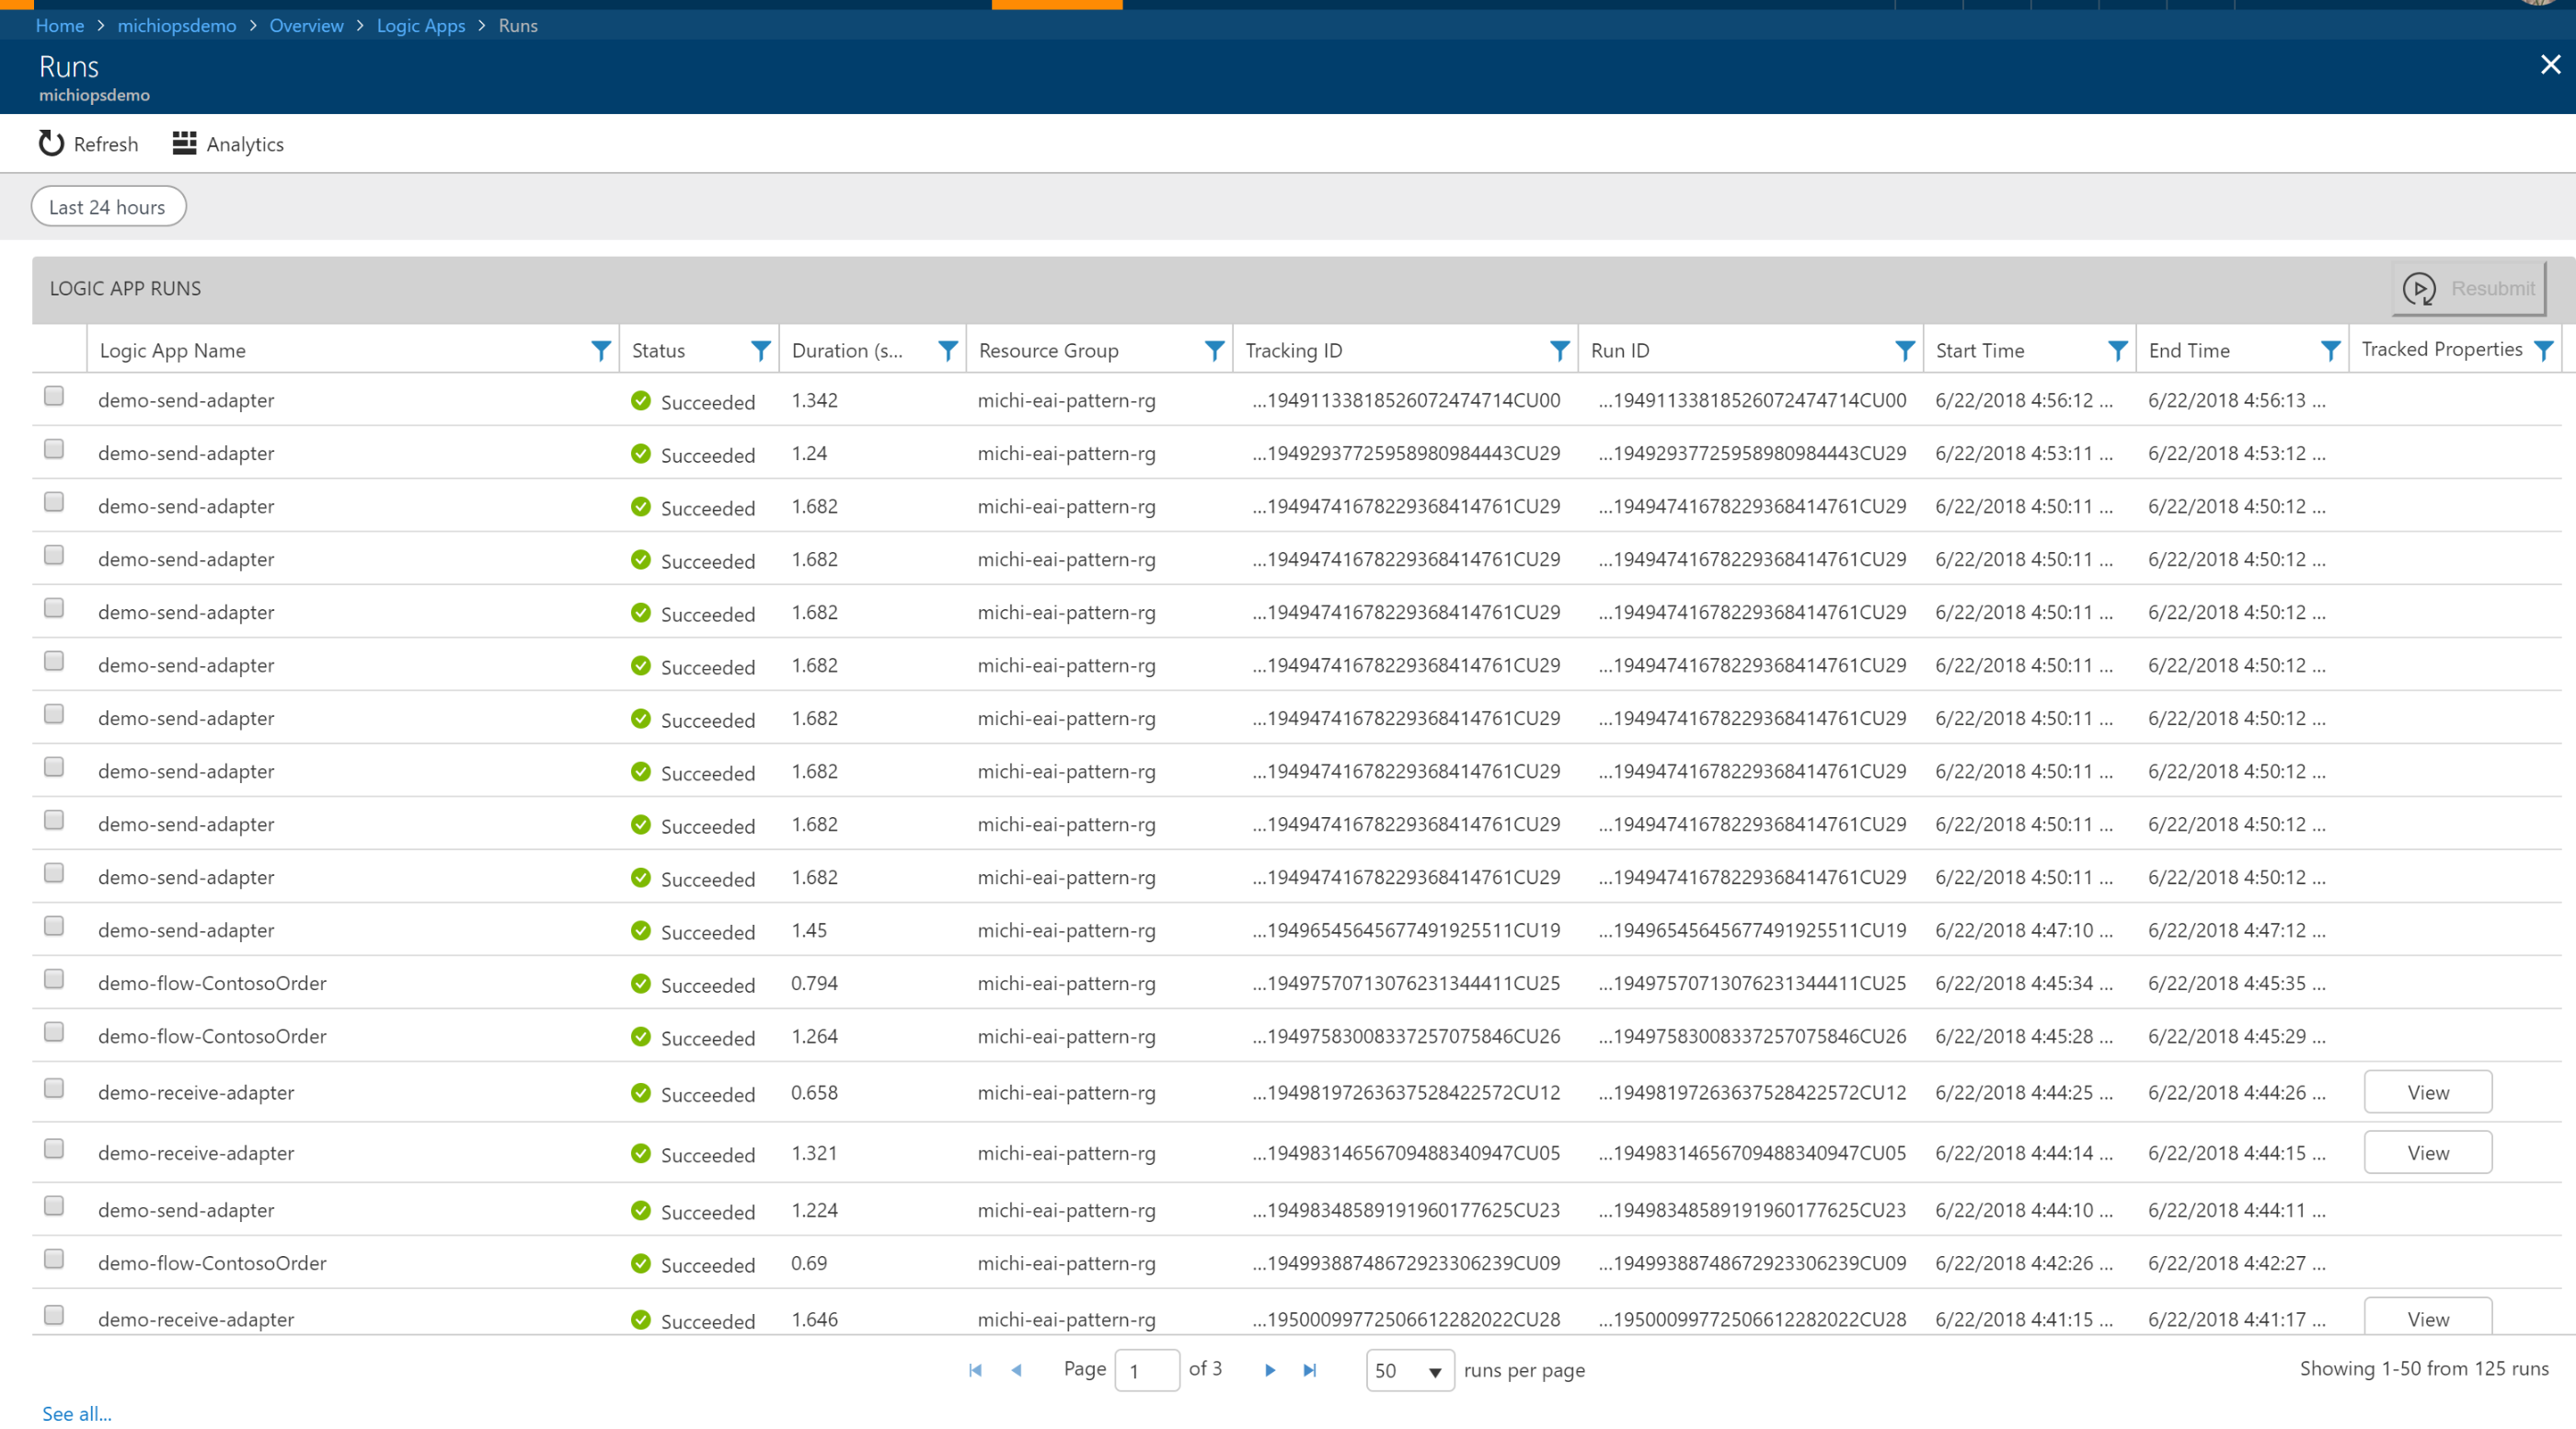 Home > michiopsdemo > Overview > Logic Apps > Runs
Runs
michiopsdemo
Refresh Analytics
Last 24 hours
LOGIC APP RUNS Resubmit
Logic App Name Status Duration (s... Resource Group Tracking ID Run ID Start Time End Time Tracked Properties
demo-send-adapter Succeeded 1.342 michi-eai-pattern-rg ...19491133818526072474714CU00 ...19491133818526072474714CU00 6/22/2018 4:56:12 ... 6/22/2018 4:56:13 ...
demo-send-adapter Succeeded 1.24 michi-eai-pattern-rg ...19492937725958980984443CU29 ...19492937725958980984443CU29 6/22/2018 4:53:11 ... 6/22/2018 4:53:12 ...
demo-send-adapter Succeeded 1.682 michi-eai-pattern-rg ...19494741678229368414761CU29 ...19494741678229368414761CU29 6/22/2018 4:50:11 ... 6/22/2018 4:50:12 ...
demo-send-adapter Succeeded 1.682 michi-eai-pattern-rg ...19494741678229368414761CU29 ...19494741678229368414761CU29 6/22/2018 4:50:11 ... 6/22/2018 4:50:12 ...
demo-send-adapter Succeeded 1.682 michi-eai-pattern-rg ...19494741678229368414761CU29 ...19494741678229368414761CU29 6/22/2018 4:50:11 ... 6/22/2018 4:50:12 ...
demo-send-adapter Succeeded 1.682 michi-eai-pattern-rg ...19494741678229368414761CU29 ...19494741678229368414761CU29 6/22/2018 4:50:11 ... 6/22/2018 4:50:12 ...
demo-send-adapter Succeeded 1.682 michi-eai-pattern-rg ...19494741678229368414761CU29 ...19494741678229368414761CU29 6/22/2018 4:50:11 ... 6/22/2018 4:50:12 ...
demo-send-adapter Succeeded 1.682 michi-eai-pattern-rg ...19494741678229368414761CU29 ...19494741678229368414761CU29 6/22/2018 4:50:11 ... 6/22/2018 4:50:12 ...
demo-send-adapter Succeeded 1.682 michi-eai-pattern-rg ...19494741678229368414761CU29 ...19494741678229368414761CU29 6/22/2018 4:50:11 ... 6/22/2018 4:50:12 ...
demo-send-adapter Succeeded 1.682 michi-eai-pattern-rg ...19494741678229368414761CU29 ...19494741678229368414761CU29 6/22/2018 4:50:11 ... 6/22/2018 4:50:12 ...
demo-send-adapter Succeeded 1.45 michi-eai-pattern-rg ...19496545645677491925511CU19 ...19496545645677491925511CU19 6/22/2018 4:47:10 ... 6/22/2018 4:47:12 ...
demo-flow-ContosoOrder Succeeded 0.794 michi-eai-pattern-rg ...19497570713076231344411CU25 ...19497570713076231344411CU25 6/22/2018 4:45:34 ... 6/22/2018 4:45:35 ...
demo-flow-ContosoOrder Succeeded 1.264 michi-eai-pattern-rg ...19497583008337257075846CU26 ...19497583008337257075846CU26 6/22/2018 4:45:28 ... 6/22/2018 4:45:29 ...
demo-receive-adapter Succeeded 0.658 michi-eai-pattern-rg ...19498197263637528422572CU12 ...19498197263637528422572CU12 6/22/2018 4:44:25 ... 6/22/2018 4:44:26 ... View
demo-receive-adapter Succeeded 1.321 michi-eai-pattern-rg ...19498314656709488340947CU05 ...19498314656709488340947CU05 6/22/2018 4:44:14 ... 6/22/2018 4:44:15 ... View
demo-send-adapter Succeeded 1.224 michi-eai-pattern-rg ...19498348589191960177625CU23 ...19498348589191960177625CU23 6/22/2018 4:44:10 ... 6/22/2018 4:44:11 ...
demo-flow-ContosoOrder Succeeded 0.69 michi-eai-pattern-rg ...19499388748672923306239CU09 ...19499388748672923306239CU09 6/22/2018 4:42:26 ... 6/22/2018 4:42:27 ...
demo-receive-adapter Succeeded 1.646 michi-eai-pattern-rg ...19500099772506612282022CU28 ...19500099772506612282022CU28 6/22/2018 4:41:15 ... 6/22/2018 4:41:17 ... View
Page 1 of 3 50 runs per page Showing 1-50 from 125 runs
See all...